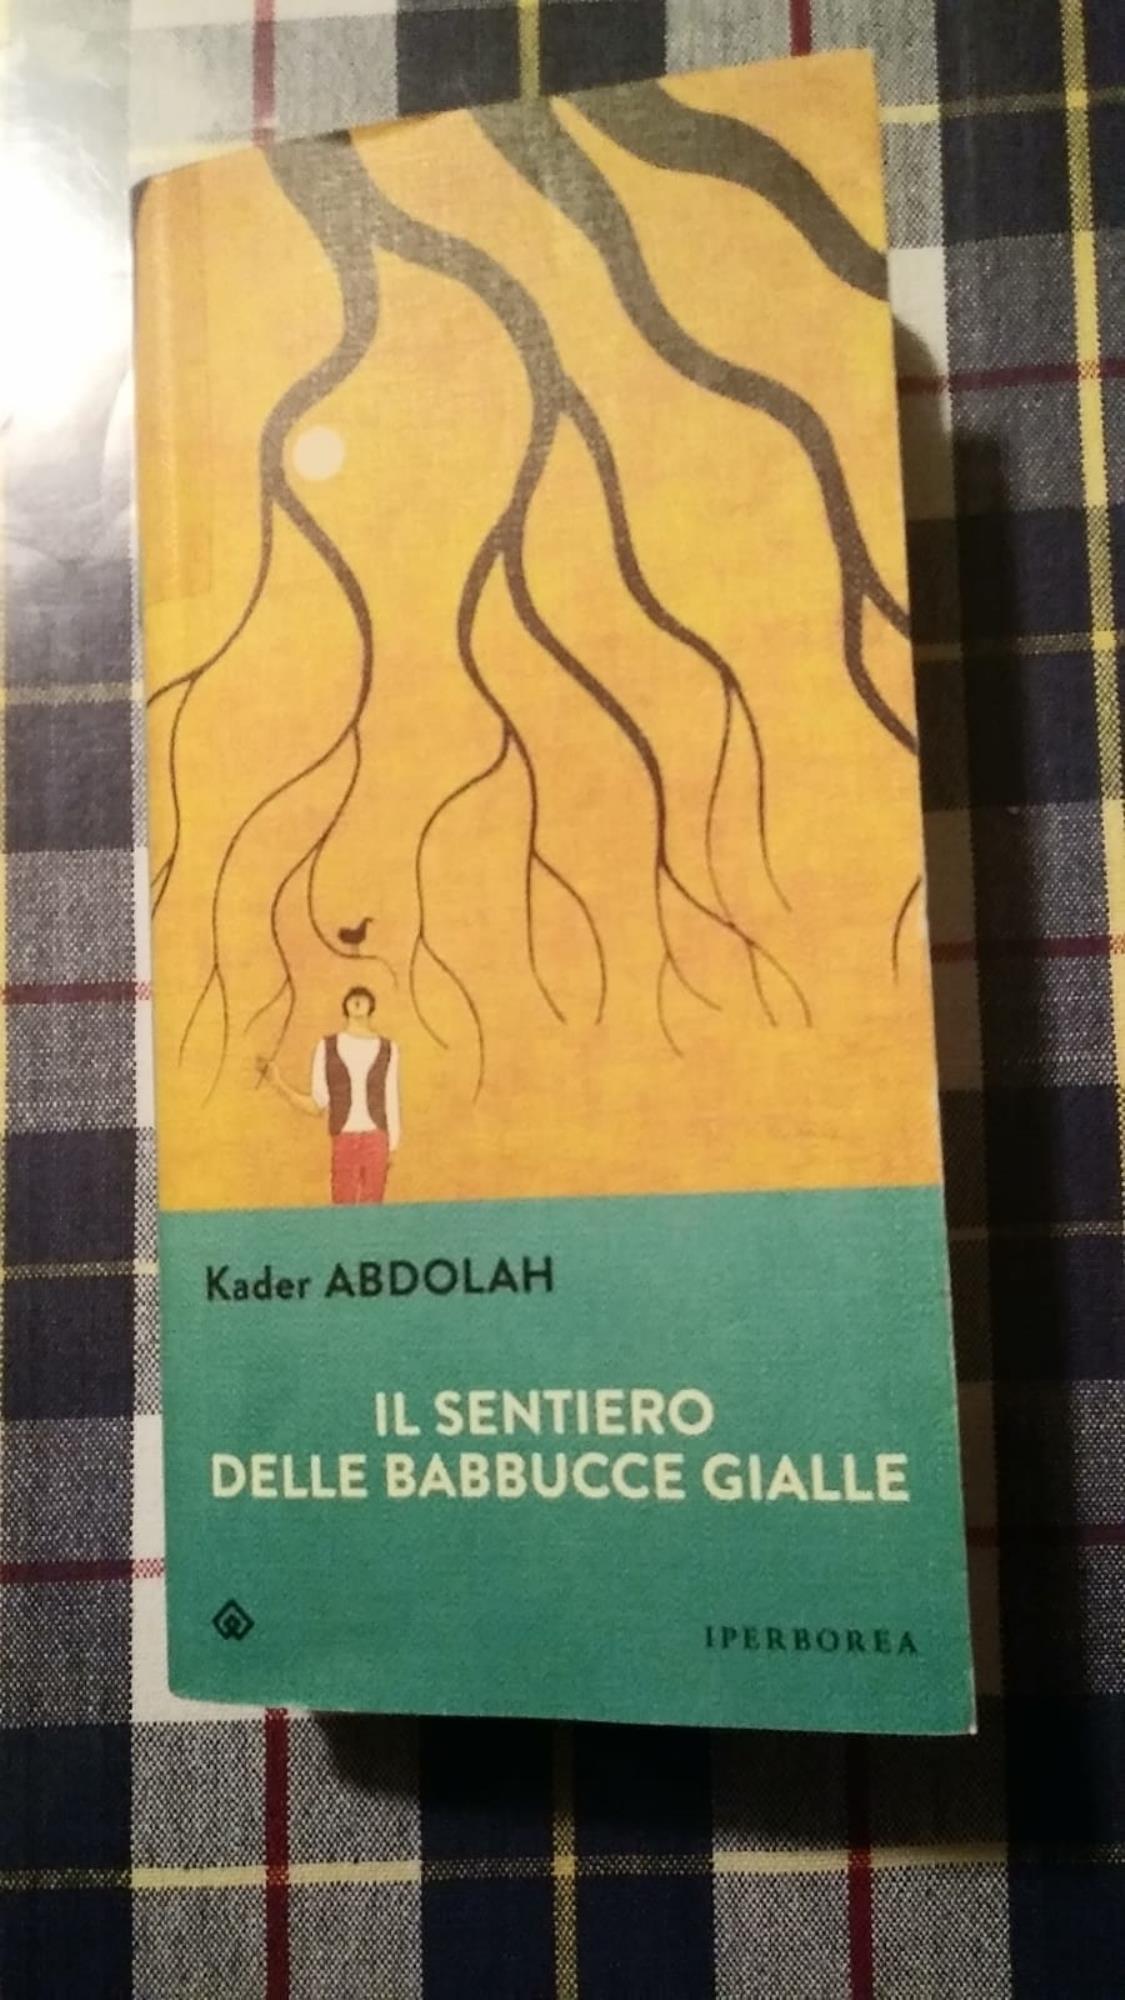 Kader ABDOLAH
IL SENTIERO
DELLE BABBUCCE GIALLE
IPERBOREA